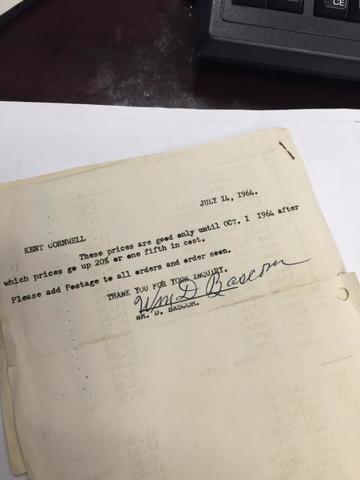 CE
JULY 14, 1964.
KENT CORNWELL
These prices are good only until OCT. I 1964 after
which prices go up 20% or one fifth in cost.
Please add Postage to all orders and order soon.
THANK YOU FOR YOUR INQUIRY.
Wm D Bascom
WM. D. BASCOM.